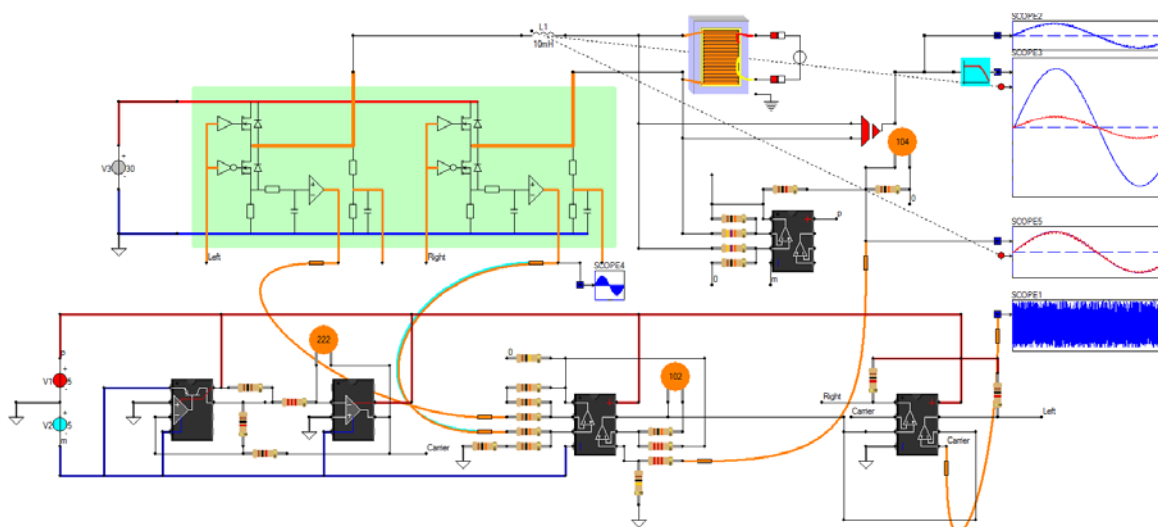 SCOPE2
L1
10mH
SCOPE3
V3
30
104
0
p
Left
Right
0
m
SCOPE5
SCOPE4
SCOPE1
222
0
102
p
V1
5
V2
5
m
Right
Carrier
Left
Carrier
Carrier